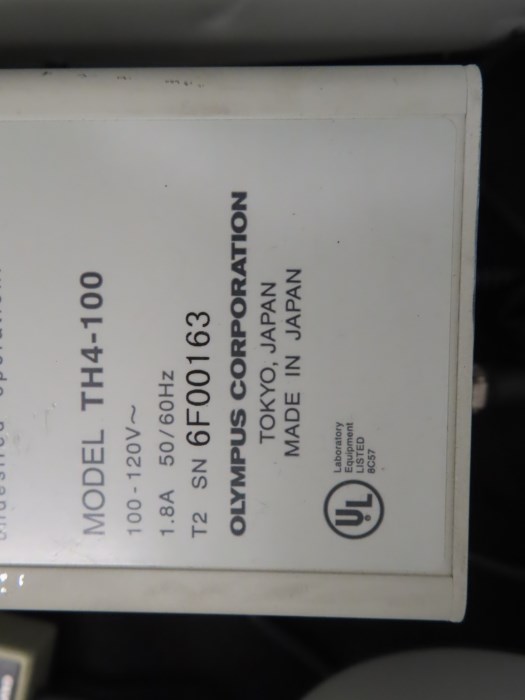 MODEL TH4-100
100-120V~
1.8A 50/60Hz
T2 SN 6F00163
OLYMPUS CORPORATION
TOKYO, JAPAN
MADE IN JAPAN
UL
Laboratory
Equipment
LISTED
8C57